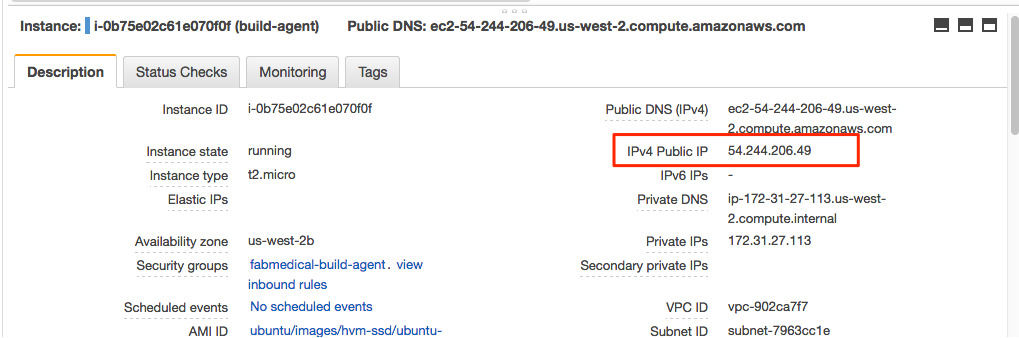 Instance: i-0b75e02c61e070f0f (build-agent) Public DNS: ec2-54-244-206-49.us-west-2.compute.amazonaws.com
Description Status Checks Monitoring Tags
Instance ID i-0b75e02c61e070f0f
Public DNS (IPv4) ec2-54-244-206-49.us-west-
2.compute.amazonaws.com
Instance state running
IPv4 Public IP 54.244.206.49
Instance type t2.micro
IPv6 IPs -
Elastic IPs
Private DNS ip-172-31-27-113.us-west-
2.compute.internal
Availability zone us-west-2b
Private IPs 172.31.27.113
Security groups fabmedical-build-agent. view
inbound rules
Secondary private IPs
Scheduled events No scheduled events
VPC ID vpc-902ca7f7
AMI ID ubuntu/images/hvm-ssd/ubuntu-
Subnet ID subnet-7963cc1e